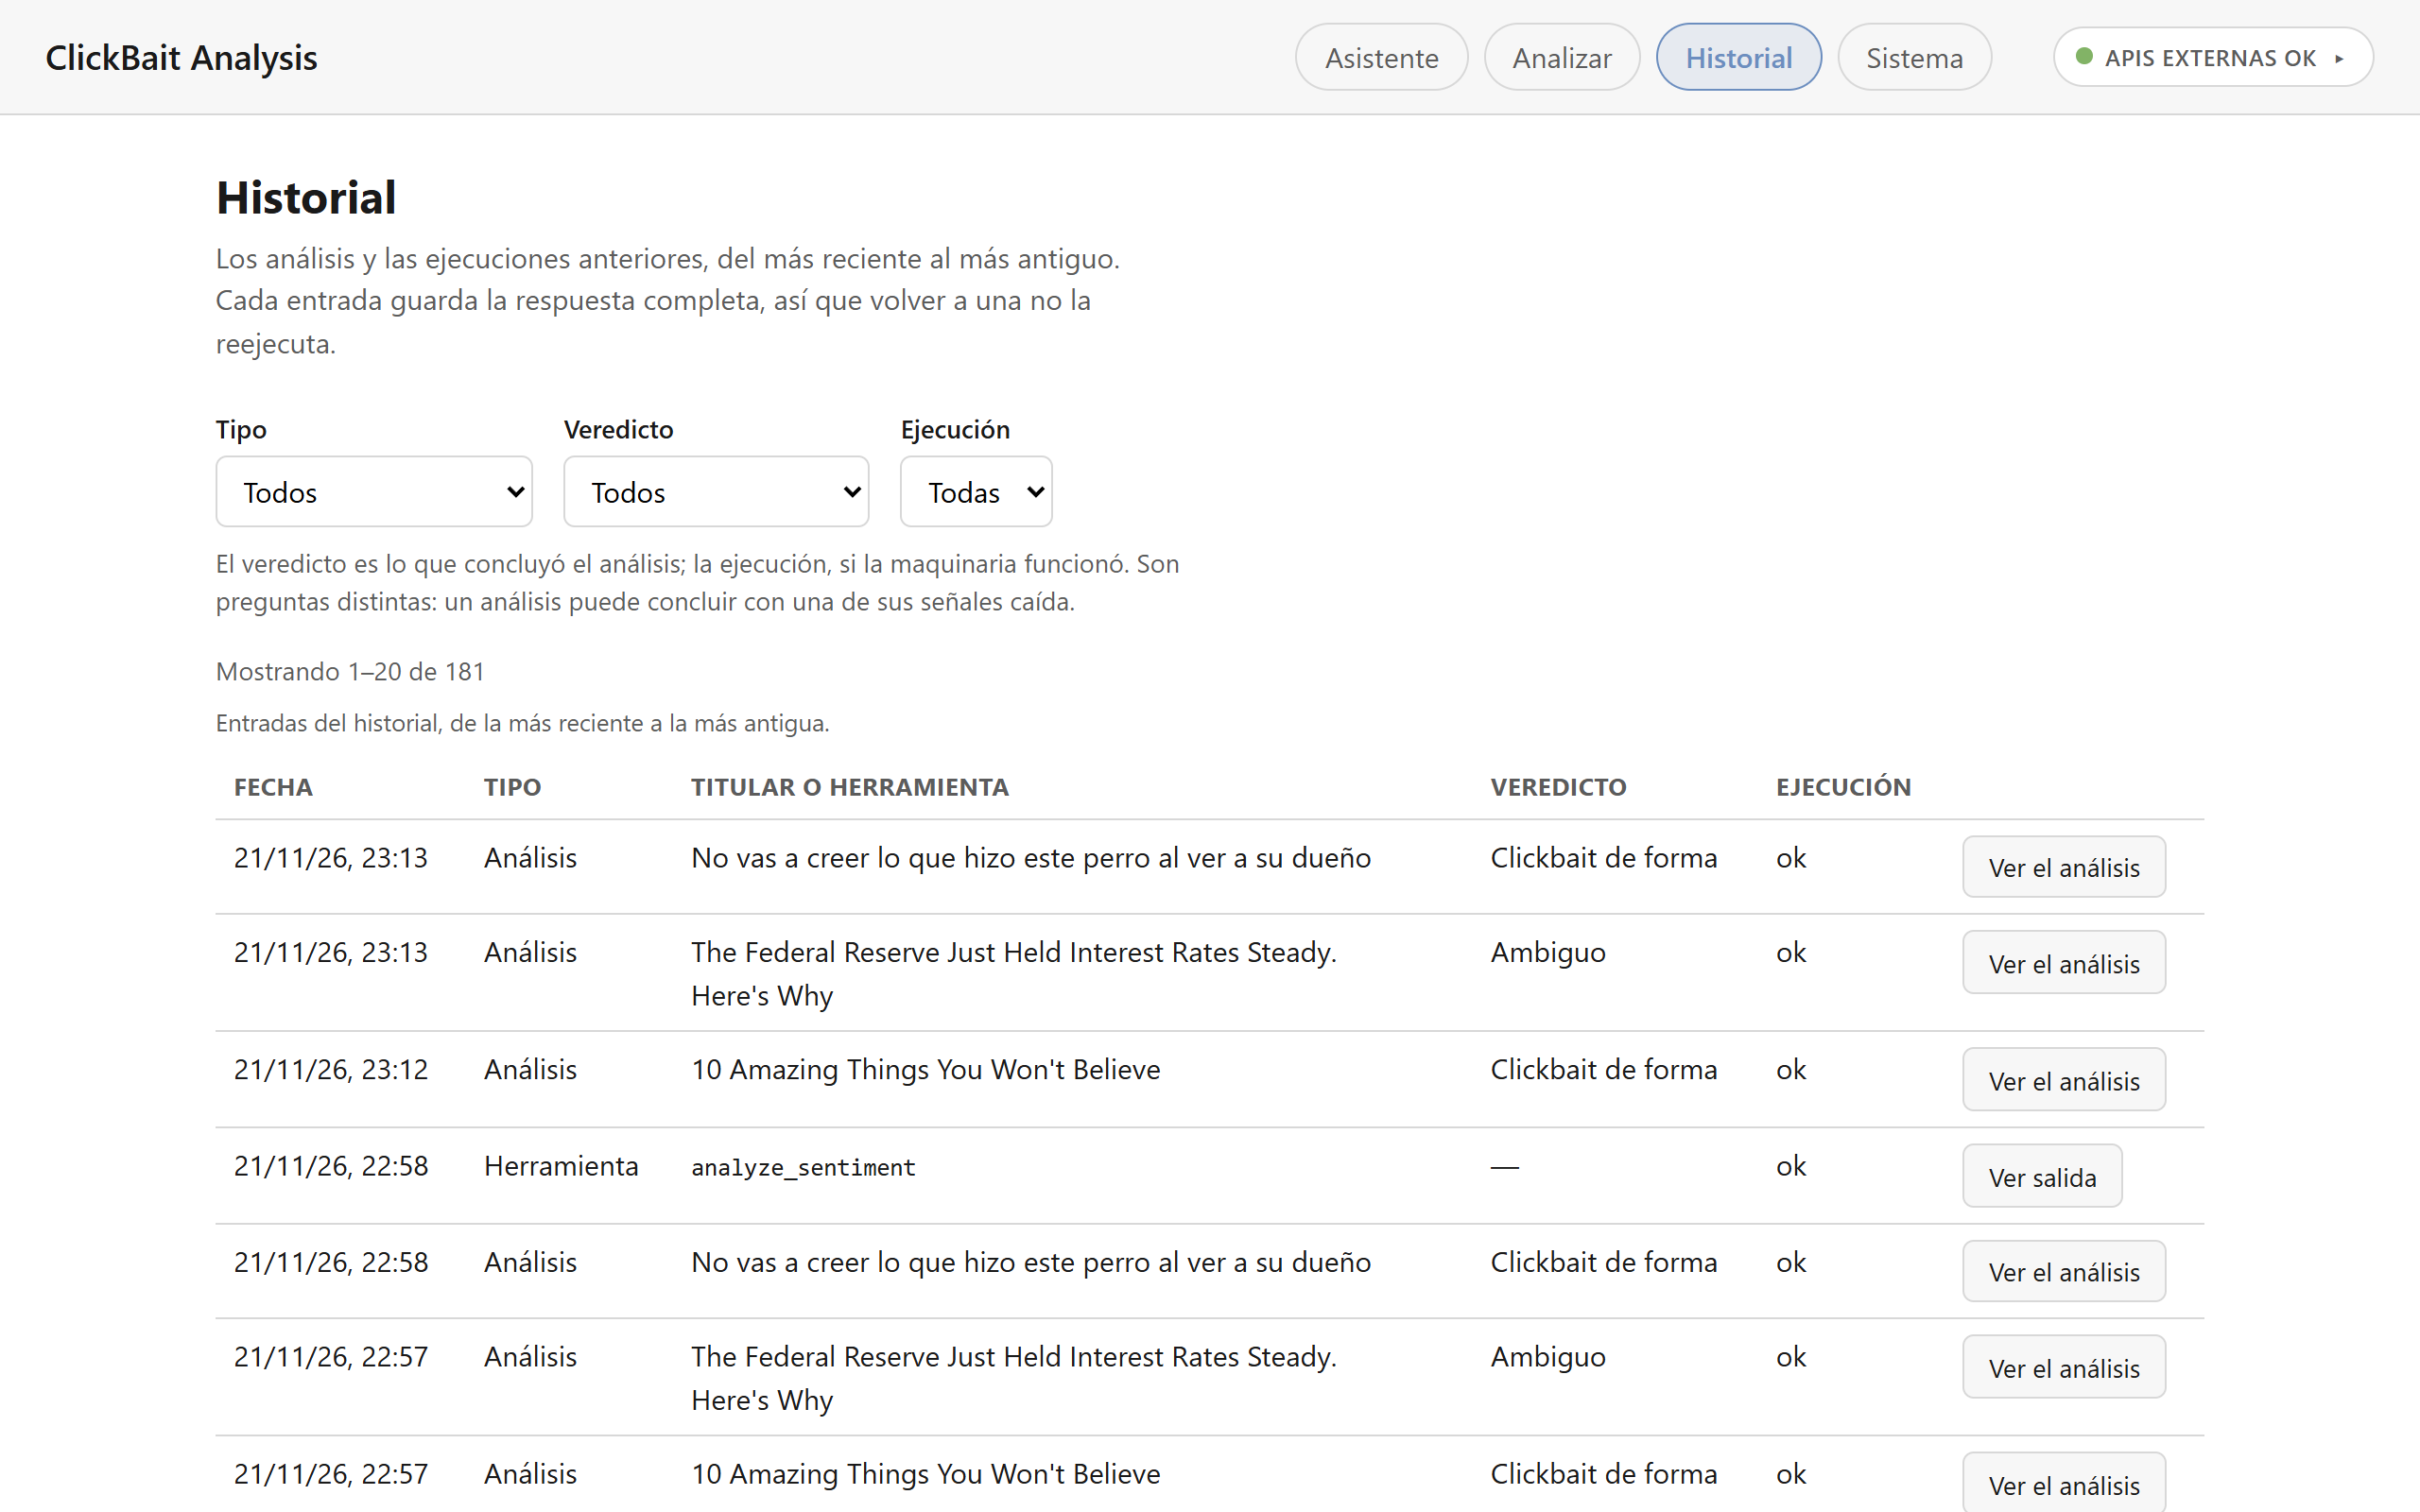 ClickBait Analysis
Asistente
Analizar
Historial
Sistema
APIS EXTERNAS OK ▸
Historial
Los análisis y las ejecuciones anteriores, del más reciente al más antiguo.
Cada entrada guarda la respuesta completa, así que volver a una no la
reejecuta.
Tipo Veredicto Ejecución
Todos Todos Todas
El veredicto es lo que concluyó el análisis; la ejecución, si la maquinaria funcionó. Son
preguntas distintas: un análisis puede concluir con una de sus señales caída.
Mostrando 1–20 de 181
Entradas del historial, de la más reciente a la más antigua.
FECHA TIPO TITULAR O HERRAMIENTA VEREDICTO EJECUCIÓN
21/11/26, 23:13 Análisis No vas a creer lo que hizo este perro al ver a su dueño Clickbait de forma ok Ver el análisis
21/11/26, 23:13 Análisis The Federal Reserve Just Held Interest Rates Steady. Ambiguo ok Ver el análisis
Here's Why
21/11/26, 23:12 Análisis 10 Amazing Things You Won't Believe Clickbait de forma ok Ver el análisis
21/11/26, 22:58 Herramienta analyze_sentiment — ok Ver salida
21/11/26, 22:58 Análisis No vas a creer lo que hizo este perro al ver a su dueño Clickbait de forma ok Ver el análisis
21/11/26, 22:57 Análisis The Federal Reserve Just Held Interest Rates Steady. Ambiguo ok Ver el análisis
Here's Why
21/11/26, 22:57 Análisis 10 Amazing Things You Won't Believe Clickbait de forma ok Ver el análisis